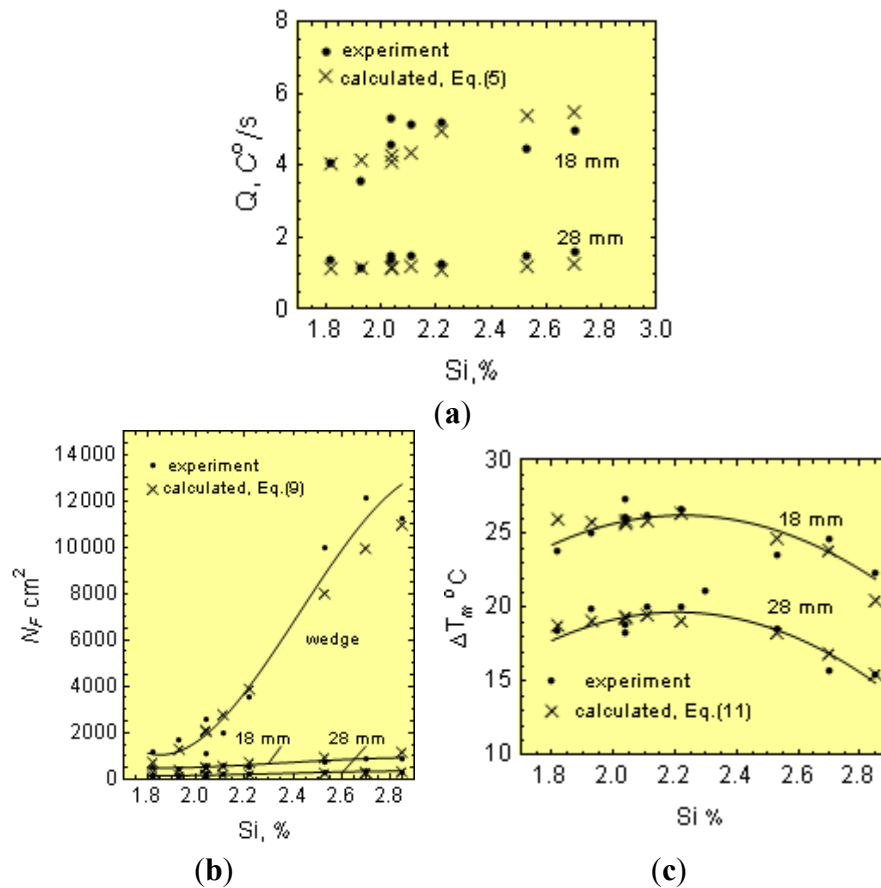 8
experiment
calculated, Eq.(5)
6
Q, C°/s
4
18 mm
2
28 mm
0
1.8 2.0 2.2 2.4 2.6 2.8 3.0
Si,%
(a)
14000
experiment
calculated, Eq.(9)
12000
10000
N_F cm²
8000
6000
wedge
4000
2000
18 mm 28 mm
0
1.8 2.0 2.2 2.4 2.6 2.8
Si, %
(b)
30
18 mm
25
ΔT_m °C
20
28 mm
experiment
15
calculated, Eq.(11)
10
1.8 2.0 2.2 2.4 2.6 2.8
Si %
(c)